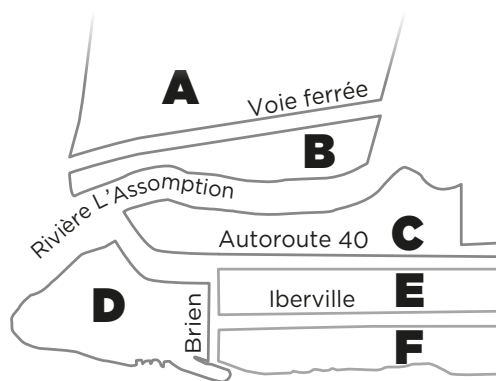 A
Voie ferrée
B
Rivière L'Assomption
Autoroute 40
C
D
Brien
Iberville
E
F